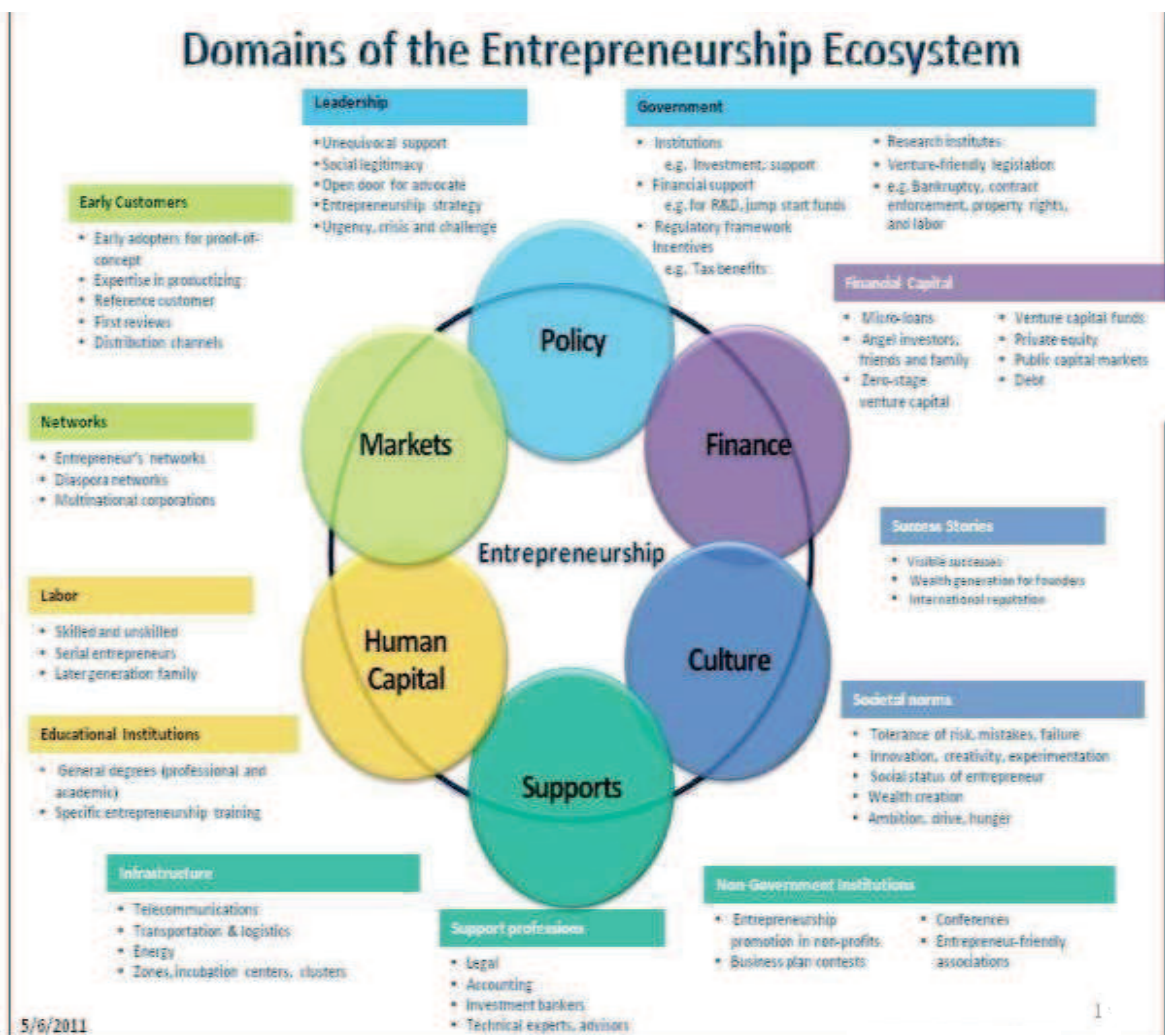 Domains of the Entrepreneurship Ecosystem
Leadership
•Unequivocal support
•Social legitimacy
•Open door for advocate
•Entrepreneurship strategy
•Urgency, crisis and challenge
Government
• Institutions
e.g. Investment, support
• Financial support
e.g. for R&D, jump start funds
• Regulatory framework
Incentives
e.g. Tax benefits
• Research institutes
• Venture-friendly legislation
• e.g. Bankruptcy, contract
enforcement, property rights,
and labor
Early Customers
• Early adopters for proof-of-
concept
• Expertise in productizing
• Reference customer
• First reviews
• Distribution channels
Financial Capital
• Micro-loans
• Angel investors,
friends and family
• Zero-stage
venture capital
• Venture capital funds
• Private equity
• Public capital markets
• Debt
Networks
• Entrepreneur's networks
• Diaspora networks
• Multinational corporations
Policy
Markets
Finance
Entrepreneurship
Human
Capital
Culture
Supports
Success Stories
• Visible successes
• Wealth generation for founders
• International reputation
Labor
• Skilled and unskilled
• Serial entrepreneurs
• Later generation family
Societal norms
• Tolerance of risk, mistakes, failure
• Innovation, creativity, experimentation
• Social status of entrepreneur
• Wealth creation
• Ambition, drive, hunger
Educational Institutions
• General degrees (professional and
academic)
• Specific entrepreneurship training
Infrastructure
• Telecommunications
• Transportation & logistics
• Energy
• Zones, incubation centers, clusters
Support professions
• Legal
• Accounting
• Investment bankers
• Technical experts, advisors
Non-Government Institutions
• Entrepreneurship
promotion in non-profits
• Business plan contests
• Conferences
• Entrepreneur-friendly
associations
5/6/2011
1